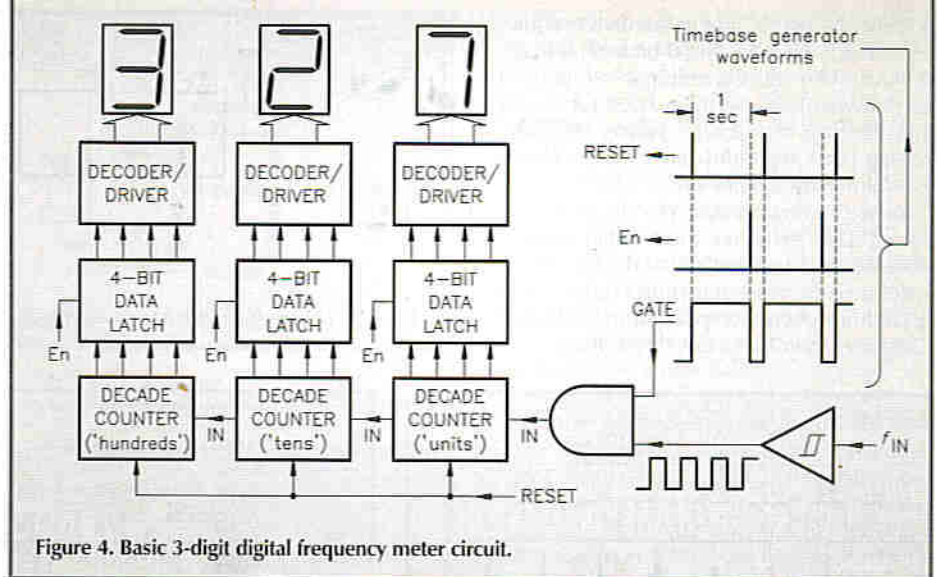 3 2 7
Timebase generator
waveforms
1
sec
DECODER/
DRIVER
DECODER/
DRIVER
DECODER/
DRIVER
RESET
En
4–BIT
DATA
LATCH
4–BIT
DATA
LATCH
4–BIT
DATA
LATCH
GATE
En
En
En
DECADE
COUNTER
('hundreds')
IN
DECADE
COUNTER
('tens')
IN
DECADE
COUNTER
('units')
IN
fIN
RESET
Figure 4. Basic 3-digit digital frequency meter circuit.